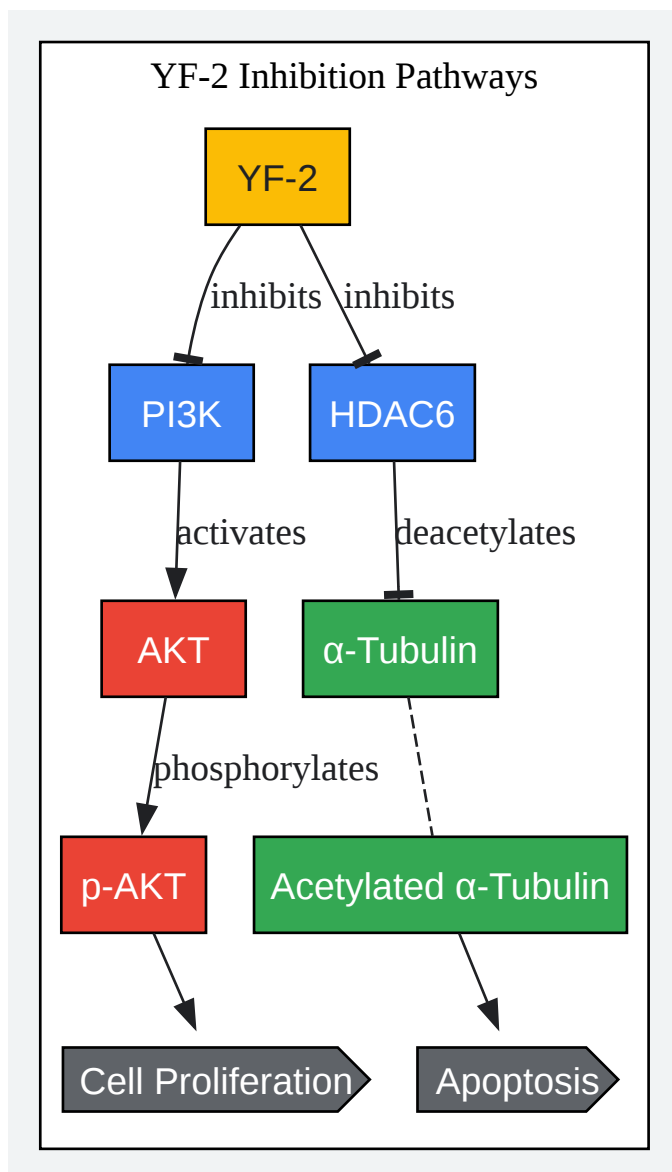 YF-2 Inhibition Pathways
YF-2
inhibits inhibits
PI3K HDAC6
activates deacetylates
AKT α-Tubulin
phosphorylates
p-AKT Acetylated α-Tubulin
Cell Proliferation Apoptosis